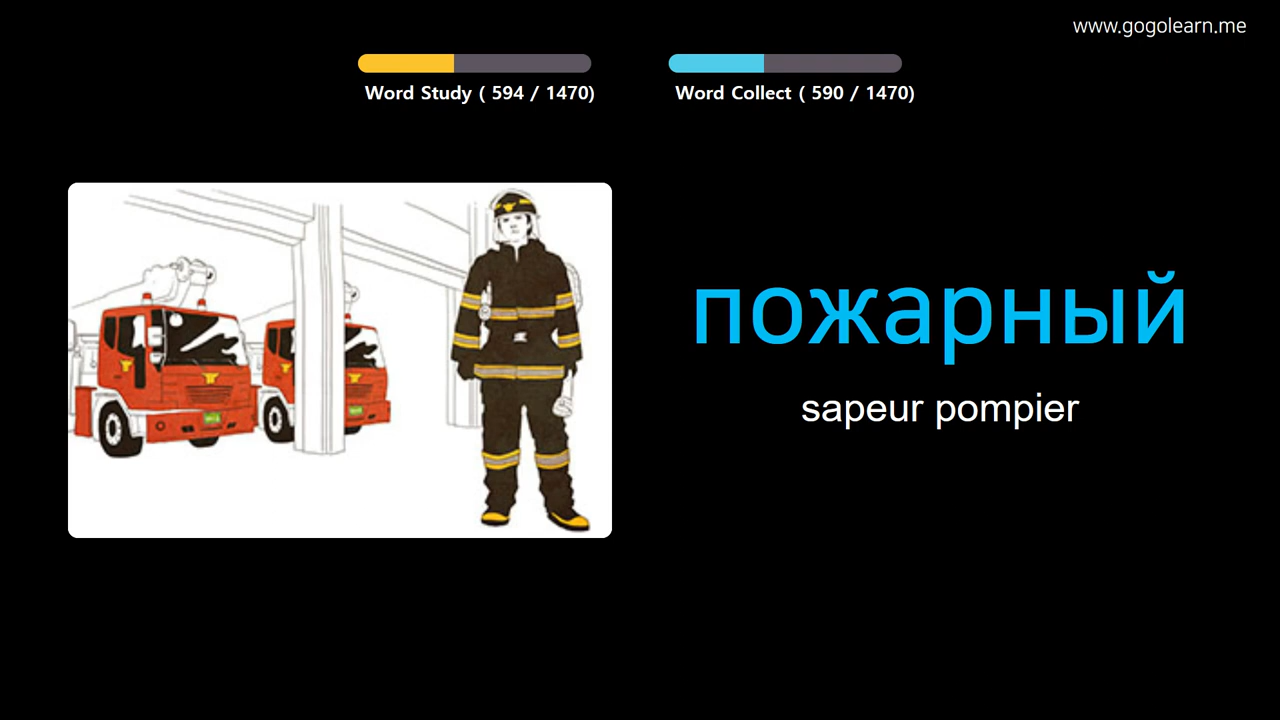 www.gogolearn.me
Word Study ( 594 / 1470)
Word Collect ( 590 / 1470)
пожарный
sapeur pompier